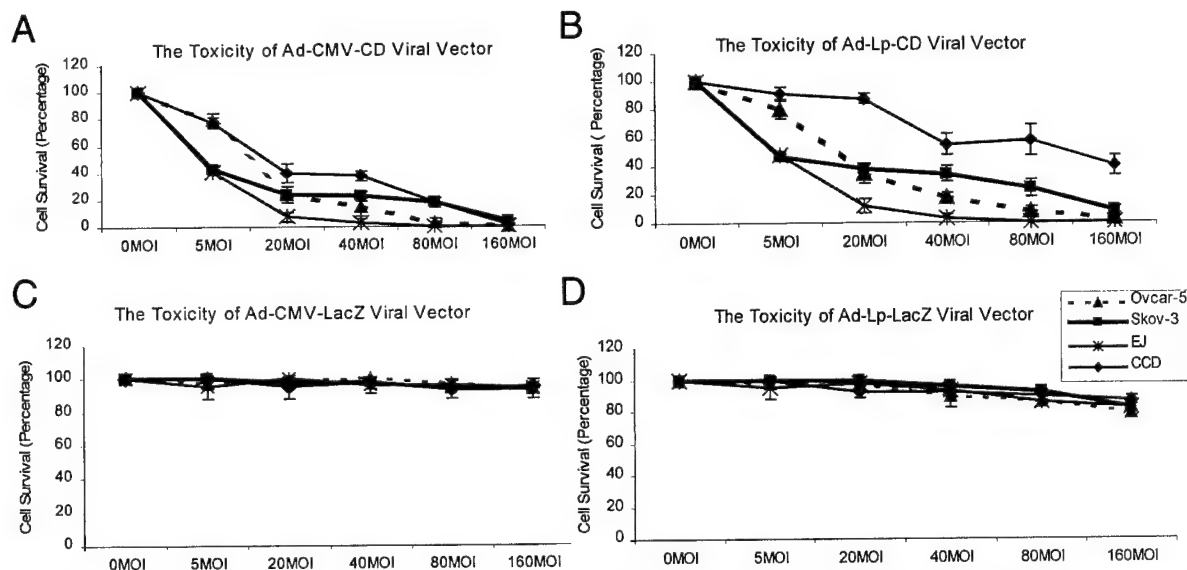 A
The Toxicity of Ad-CMV-CD Viral Vector
Cell Survival (Percentage)
120
100
80
60
40
20
0
0MOI 5MOI 20MOI 40MOI 80MOI 160MOI
B
The Toxicity of Ad-Lp-CD Viral Vector
Cell Survival ( Percentage)
120
100
80
60
40
20
0
0MOI 5MOI 20MOI 40MOI 80MOI 160MOI
C
The Toxicity of Ad-CMV-LacZ Viral Vector
Cell Survival (Percentage)
120
100
80
60
40
20
0
0MOI 5MOI 20MOI 40MOI 80MOI 160MOI
D
The Toxicity of Ad-Lp-LacZ Viral Vector
Cell Survival (Percentage)
120
100
80
60
40
20
0
0MOI 5MOI 20MOI 40MOI 80MOI 160MOI
Ovcar-5
Skov-3
EJ
CCD